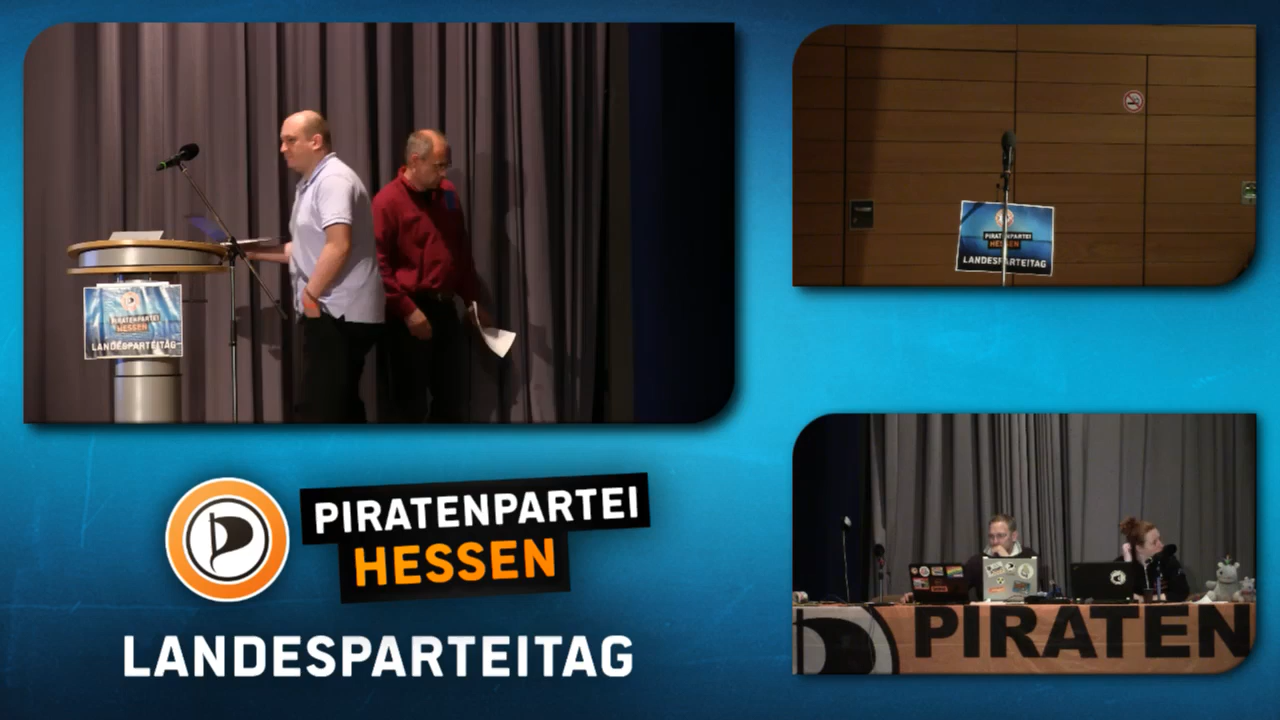 PIRATENPARTEI
HESSEN
LANDESPARTEITAG
PIRATENPARTEI
HESSEN
LANDESPARTEITAG
PIRATENPARTEI
HESSEN
LANDESPARTEITAG
PIRATEN